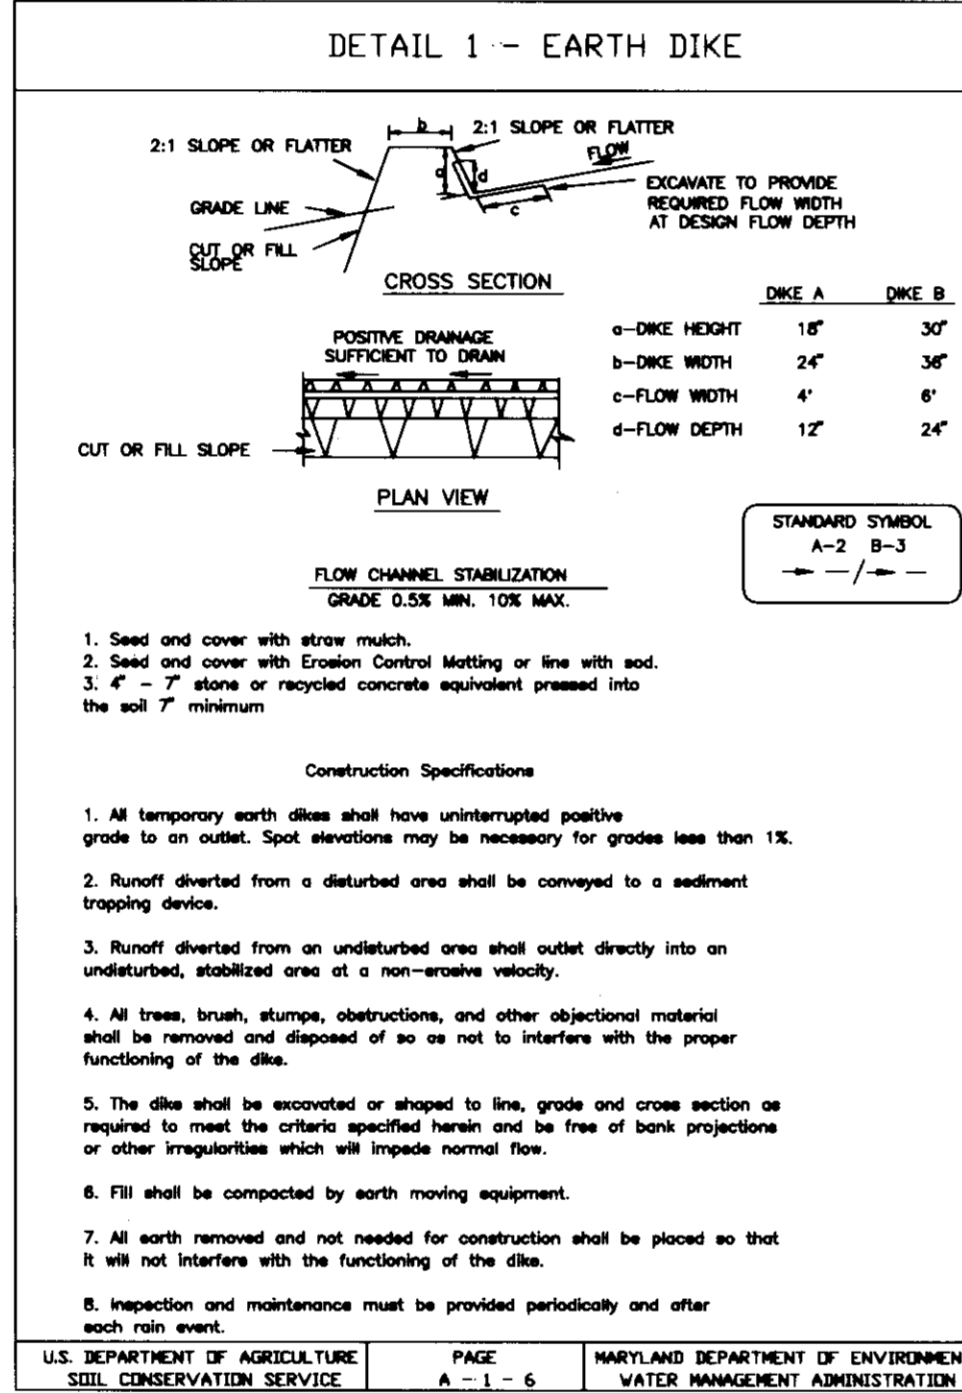 DETAIL 1 - EARTH DIKE
b
2:1 SLOPE OR FLATTER
2:1 SLOPE OR FLATTER
FLOW
a
d
EXCAVATE TO PROVIDE
REQUIRED FLOW WIDTH
AT DESIGN FLOW DEPTH
GRADE LINE
c
CUT OR FILL
SLOPE
CROSS SECTION
DIKE A DIKE B
a-DIKE HEIGHT 18" 30"
b-DIKE WIDTH 24" 36"
c-FLOW WIDTH 4' 6'
d-FLOW DEPTH 12" 24"
POSITIVE DRAINAGE
SUFFICIENT TO DRAIN
CUT OR FILL SLOPE
PLAN VIEW
STANDARD SYMBOL
A-2 B-3
FLOW CHANNEL STABILIZATION
GRADE 0.5% MIN. 10% MAX.
1. Seed and cover with straw mulch.
2. Seed and cover with Erosion Control Matting or line with sod.
3. 4" - 7" stone or recycled concrete equivalent pressed into
the soil 7" minimum
Construction Specifications
1. All temporary earth dikes shall have uninterrupted positive
grade to an outlet. Spot elevations may be necessary for grades less than 1%.
2. Runoff diverted from a disturbed area shall be conveyed to a sediment
trapping device.
3. Runoff diverted from an undisturbed area shall outlet directly into an
undisturbed, stabilized area at a non-erosive velocity.
4. All trees, brush, stumps, obstructions, and other objectional material
shall be removed and disposed of so as not to interfere with the proper
functioning of the dike.
5. The dike shall be excavated or shaped to line, grade and cross section as
required to meet the criteria specified herein and be free of bank projections
or other irregularities which will impede normal flow.
6. Fill shall be compacted by earth moving equipment.
7. All earth removed and not needed for construction shall be placed so that
it will not interfere with the functioning of the dike.
8. Inspection and maintenance must be provided periodically and after
each rain event.
U.S. DEPARTMENT OF AGRICULTURE
SOIL CONSERVATION SERVICE
PAGE
A - 1 - 6
MARYLAND DEPARTMENT OF ENVIRONMEN
WATER MANAGEMENT ADMINISTRATION